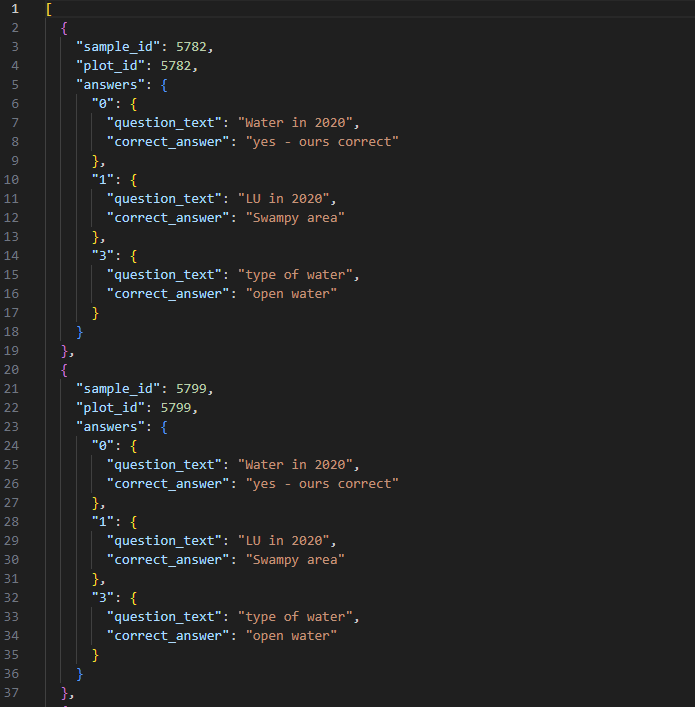 1 [
2 {
3 "sample_id": 5782,
4 "plot_id": 5782,
5 "answers": {
6 "0": {
7 "question_text": "Water in 2020",
8 "correct_answer": "yes - ours correct"
9 },
10 "1": {
11 "question_text": "LU in 2020",
12 "correct_answer": "Swampy area"
13 },
14 "3": {
15 "question_text": "type of water",
16 "correct_answer": "open water"
17 }
18 }
19 },
20 {
21 "sample_id": 5799,
22 "plot_id": 5799,
23 "answers": {
24 "0": {
25 "question_text": "Water in 2020",
26 "correct_answer": "yes - ours correct"
27 },
28 "1": {
29 "question_text": "LU in 2020",
30 "correct_answer": "Swampy area"
31 },
32 "3": {
33 "question_text": "type of water",
34 "correct_answer": "open water"
35 }
36 }
37 },